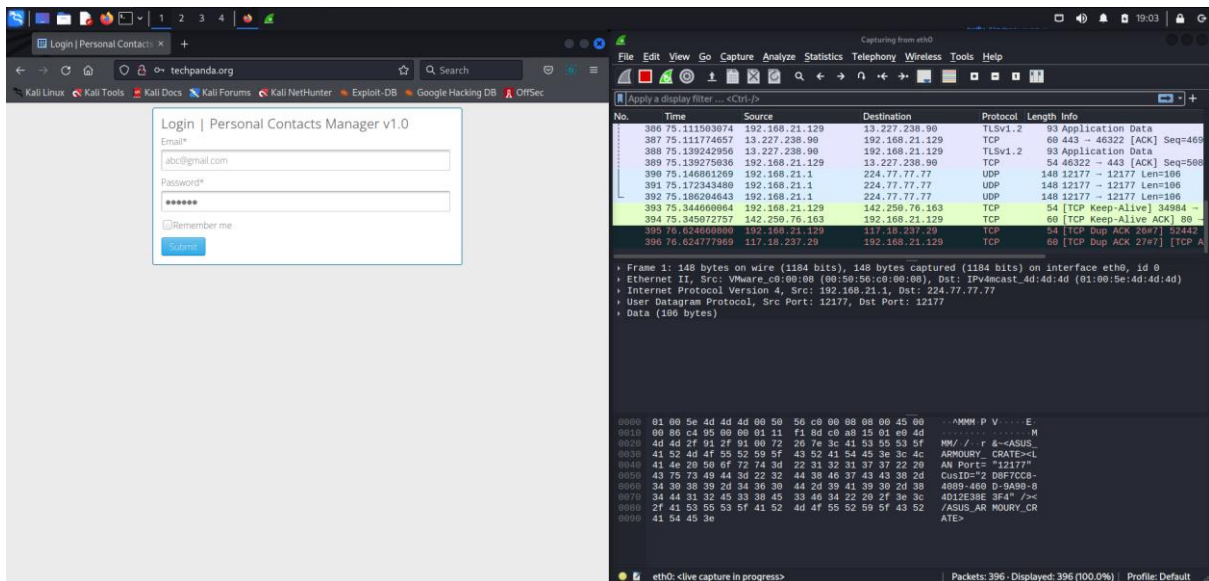 1 2 3 4
19:03
Login | Personal Contacts
techpanda.org
Search
Kali Linux Kali Tools Kali Docs Kali Forums Kali NetHunter Exploit-DB Google Hacking DB OffSec
Login | Personal Contacts Manager v1.0
Email*
abc@gmail.com
Password*
Remember me
Submit
Capturing from eth0
File Edit View Go Capture Analyze Statistics Telephony Wireless Tools Help
Apply a display filter ... <Ctrl-/>
No. Time Source Destination Protocol Length Info
386 75.111503074 192.168.21.129 13.227.238.90 TLSv1.2 93 Application Data
387 75.111774657 13.227.238.90 192.168.21.129 TCP 60 443 → 46322 [ACK] Seq=469
388 75.139242956 13.227.238.90 192.168.21.129 TLSv1.2 93 Application Data
389 75.139275036 192.168.21.129 13.227.238.90 TCP 54 46322 → 443 [ACK] Seq=508
390 75.146861269 192.168.21.1 224.77.77.77 UDP 148 12177 → 12177 Len=106
391 75.172343480 192.168.21.1 224.77.77.77 UDP 148 12177 → 12177 Len=106
392 75.186204643 192.168.21.1 224.77.77.77 UDP 148 12177 → 12177 Len=106
393 75.344660064 192.168.21.129 142.250.76.163 TCP 54 [TCP Keep-Alive] 34984 →
394 75.345072757 142.250.76.163 192.168.21.129 TCP 60 [TCP Keep-Alive ACK] 80 →
395 76.624660800 192.168.21.129 117.18.237.29 TCP 54 [TCP Dup ACK 26#7] 52442
396 76.624777969 117.18.237.29 192.168.21.129 TCP 60 [TCP Dup ACK 27#7] [TCP A
Frame 1: 148 bytes on wire (1184 bits), 148 bytes captured (1184 bits) on interface eth0, id 0
Ethernet II, Src: VMware_c0:00:08 (00:50:56:c0:00:08), Dst: IPv4mcast_4d:4d:4d (01:00:5e:4d:4d:4d)
Internet Protocol Version 4, Src: 192.168.21.1, Dst: 224.77.77.77
User Datagram Protocol, Src Port: 12177, Dst Port: 12177
Data (106 bytes)
0000 01 00 5e 4d 4d 4d 00 50 56 c0 00 08 08 00 45 00 ··^MMM·P V·····E·
0010 00 86 c4 95 00 00 01 11 f1 8d c0 a8 15 01 e0 4d ········ ·······M
0020 4d 4d 2f 91 2f 91 00 72 26 7e 3c 41 53 55 53 5f MM/·/··r &~<ASUS_
0030 41 52 4d 4f 55 52 59 5f 43 52 41 54 45 3e 3c 4c ARMOURY_ CRATE><L
0040 41 4e 20 50 6f 72 74 3d 22 31 32 31 37 37 22 20 AN Port= "12177"
0050 43 75 73 49 44 3d 22 32 44 38 46 37 43 43 38 2d CusID="2 D8F7CC8-
0060 34 30 38 39 2d 34 36 30 44 2d 39 41 39 30 2d 38 4089-460 D-9A90-8
0070 34 44 31 32 45 33 38 45 33 46 34 22 20 2f 3e 3c 4D12E38E 3F4" /><
0080 2f 41 53 55 53 5f 41 52 4d 4f 55 52 59 5f 43 52 /ASUS_AR MOURY_CR
0090 41 54 45 3e ATE>
eth0: <live capture in progress> Packets: 396 · Displayed: 396 (100.0%) Profile: Default